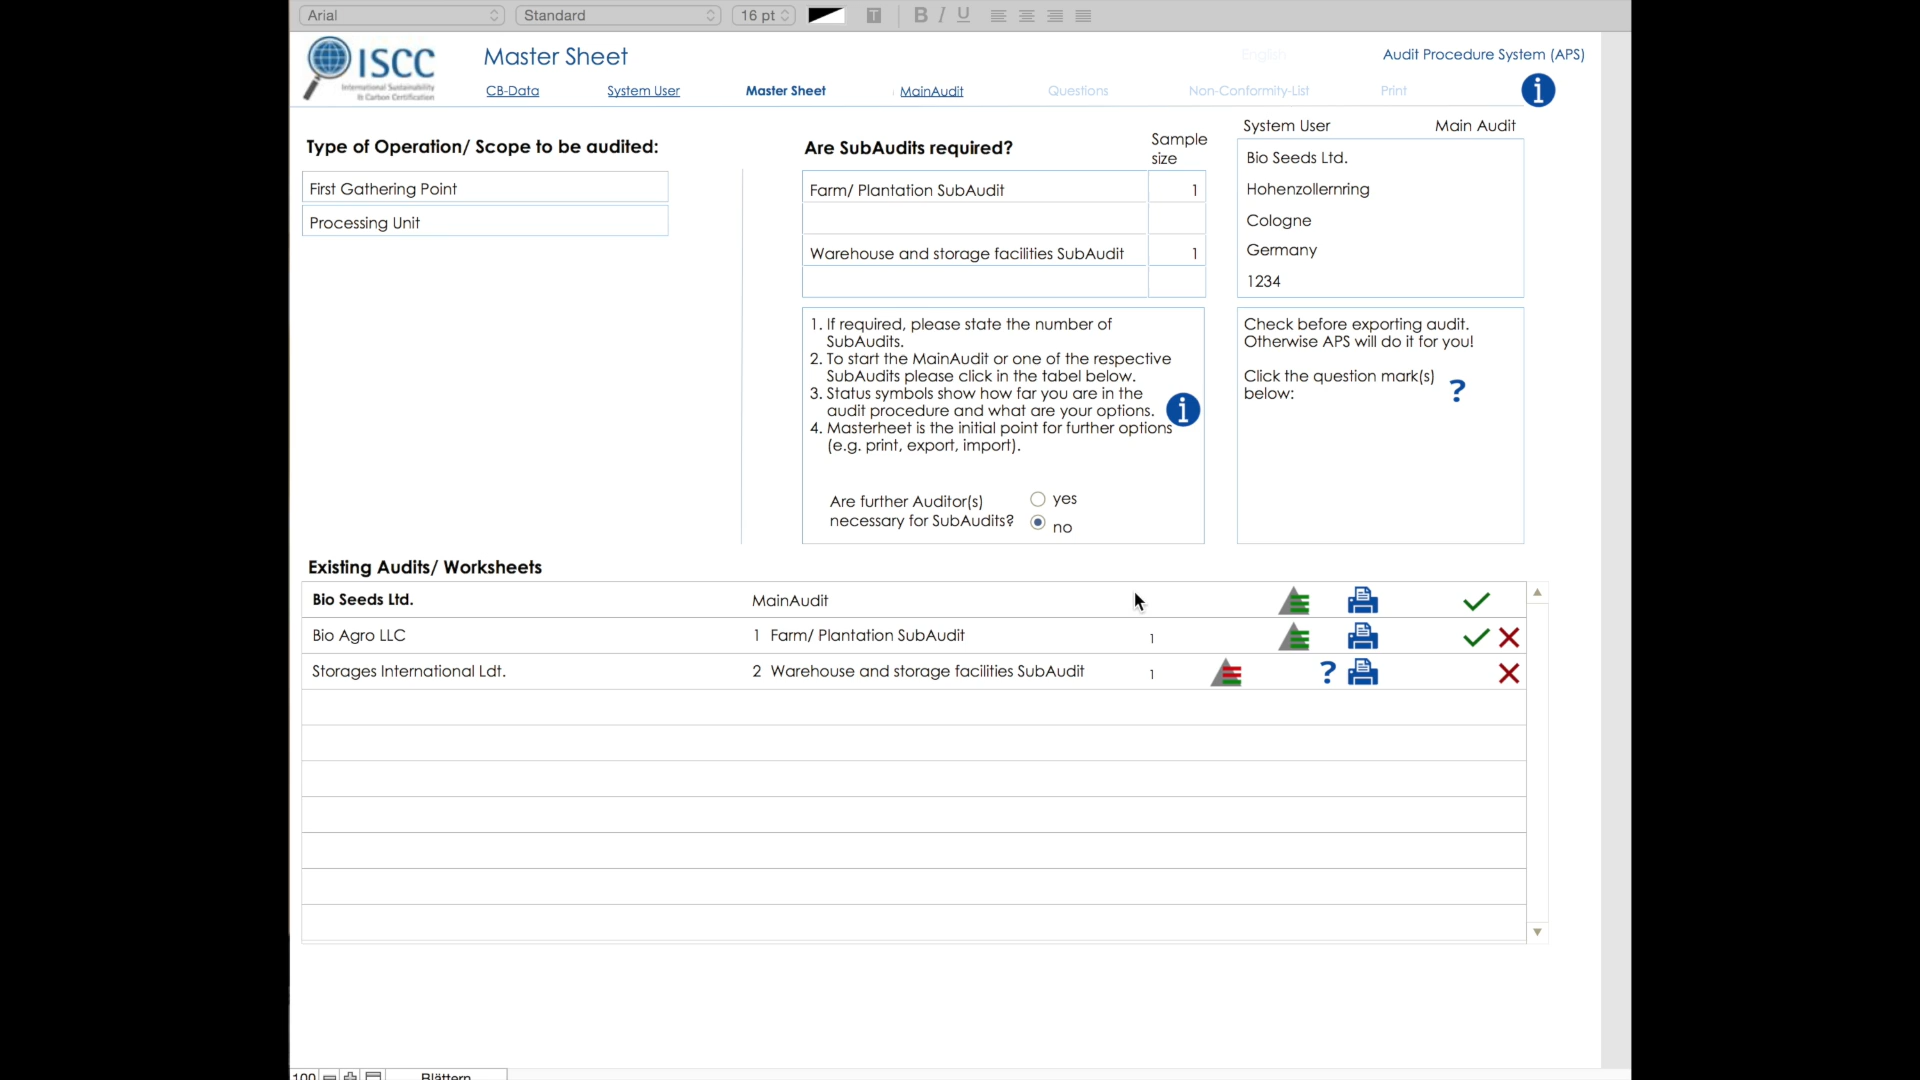 Arial
Standard
16 pt
T
B I U
ISCC
International Sustainability
& Carbon Certification
Master Sheet
English
Audit Procedure System (APS)
CB-Data
System User
Master Sheet
MainAudit
Questions
Non-Conformity-List
Print
i
Type of Operation/ Scope to be audited:
First Gathering Point
Processing Unit
Are SubAudits required?
Sample
size
Farm/ Plantation SubAudit 1
Warehouse and storage facilities SubAudit 1
System User
Main Audit
Bio Seeds Ltd.
Hohenzollernring
Cologne
Germany
1234
1. If required, please state the number of
SubAudits.
2. To start the MainAudit or one of the respective
SubAudits please click in the tabel below.
3. Status symbols show how far you are in the
audit procedure and what are your options.
4. Masterheet is the initial point for further options
(e.g. print, export, import).
i
Are further Auditor(s)
necessary for SubAudits?
yes
no
Check before exporting audit.
Otherwise APS will do it for you!
Click the question mark(s)
below:
?
Existing Audits/ Worksheets
Bio Seeds Ltd. MainAudit
Bio Agro LLC 1 Farm/ Plantation SubAudit 1
Storages International Ldt. 2 Warehouse and storage facilities SubAudit 1 ?
100
Blättern